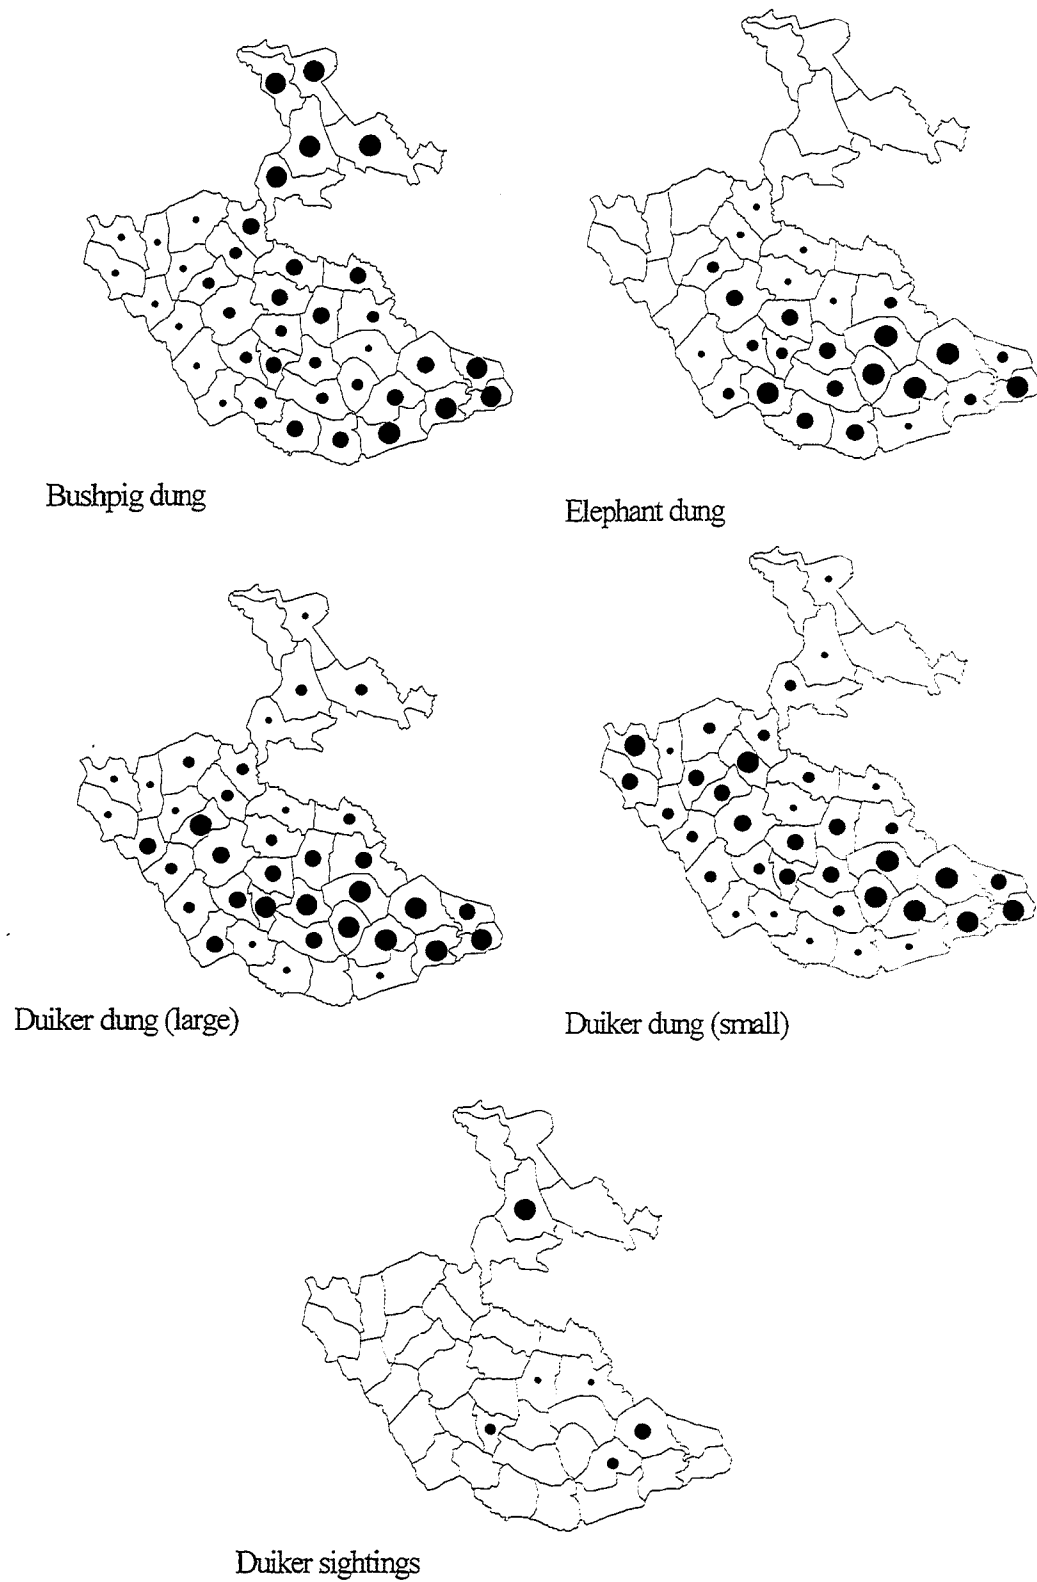 Bushpig dung
Elephant dung
Duiker dung (large)
Duiker dung (small)
Duiker sightings